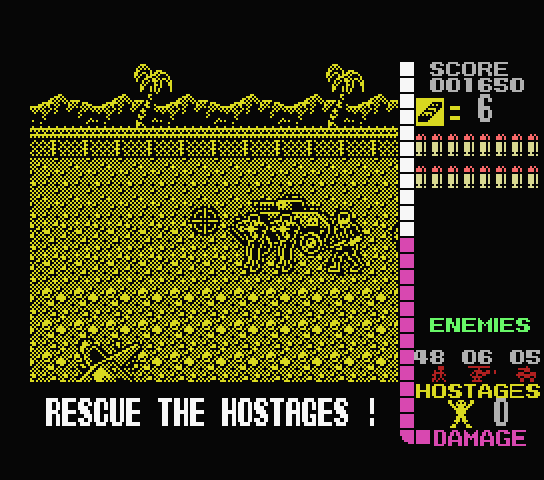 SCORE
001650
= 6
ENEMIES
48 06 05
HOSTAGES
0
RESCUE THE HOSTAGES !
DAMAGE